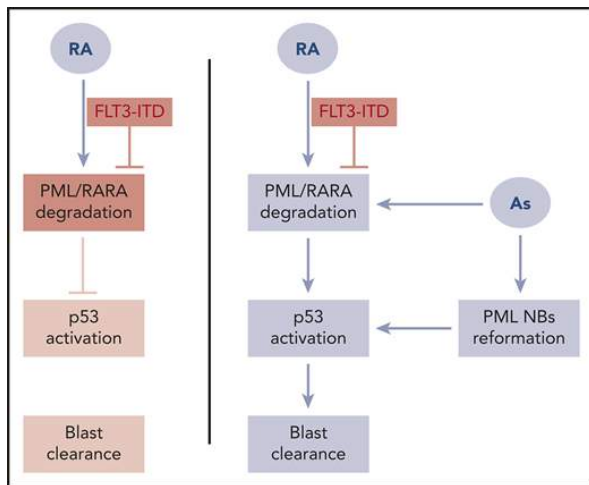 RA
FLT3-ITD
PML/RARA
degradation
p53
activation
Blast
clearance
RA
FLT3-ITD
PML/RARA
degradation
As
p53
activation
PML NBs
reformation
Blast
clearance